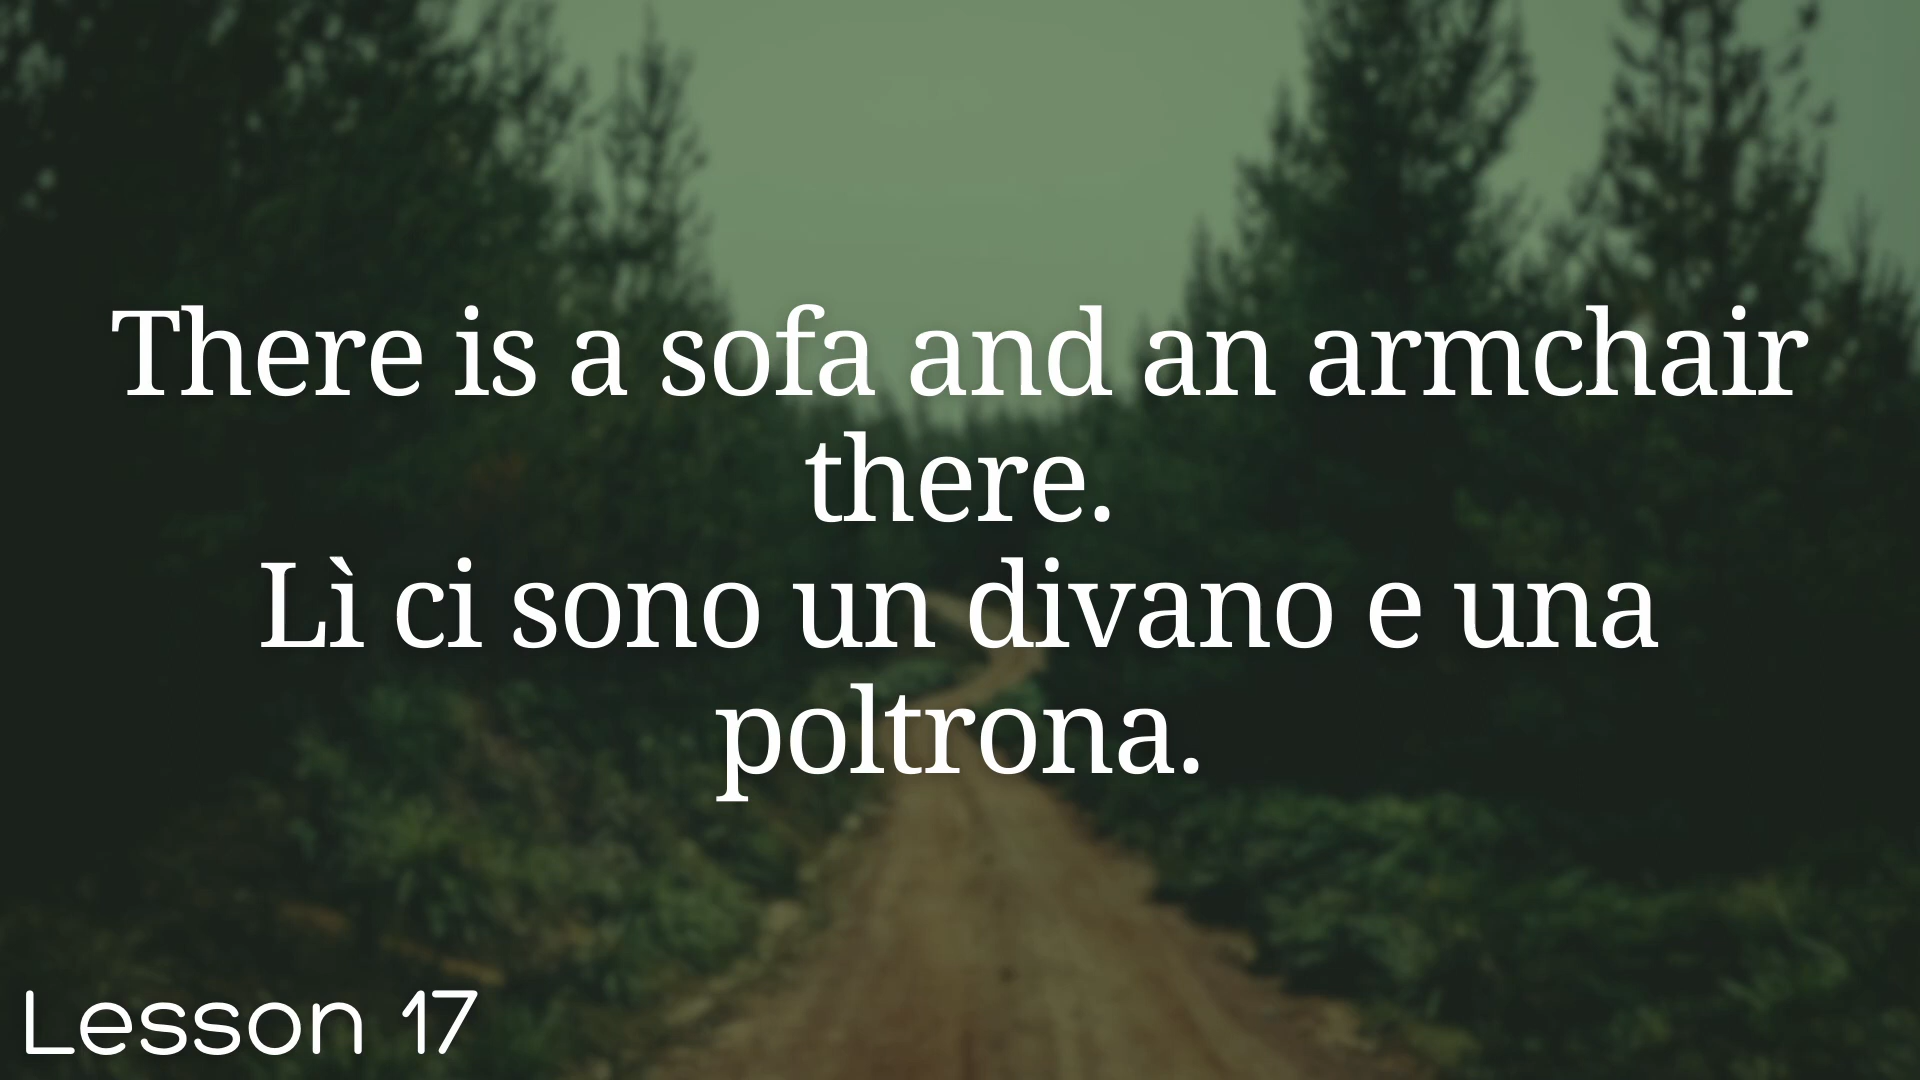 There is a sofa and an armchair
there.
Lì ci sono un divano e una
poltrona.
Lesson 17